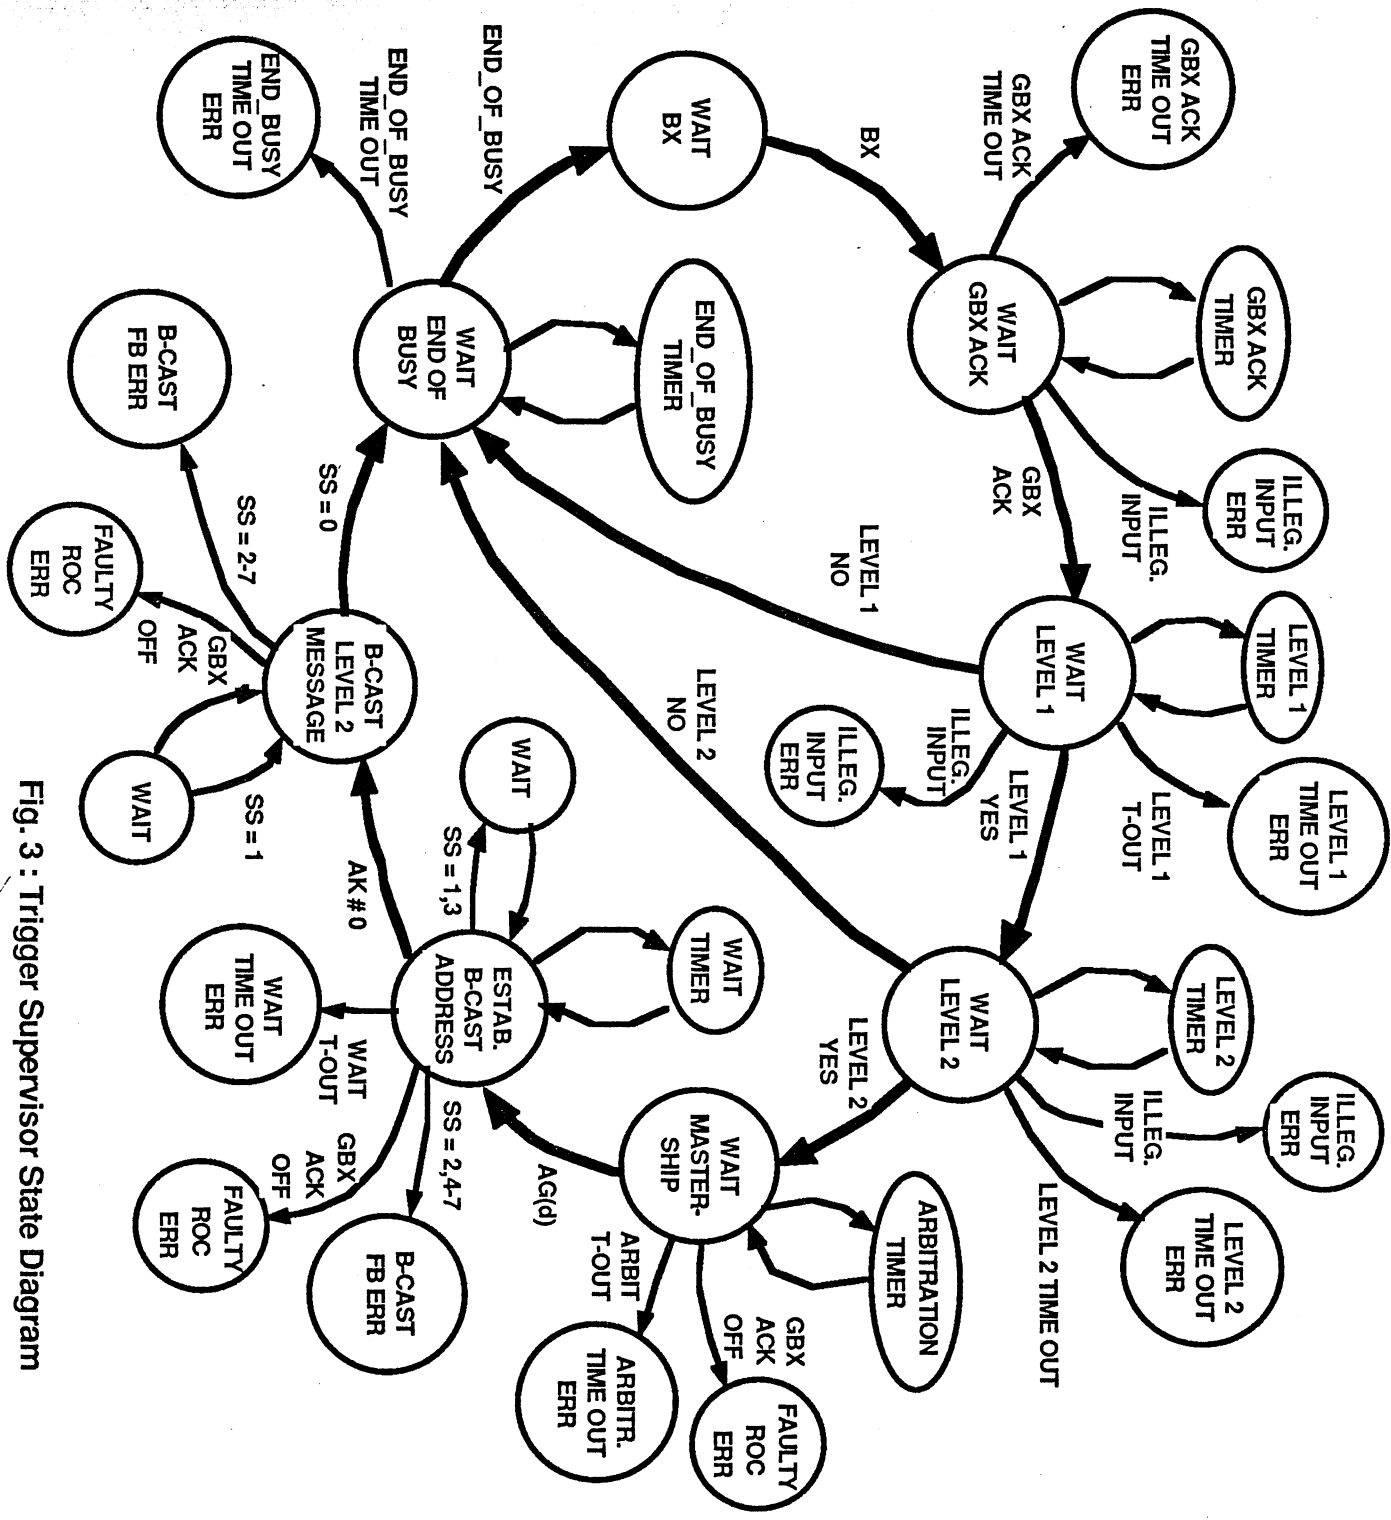 GBX ACK
TIME OUT
ERR
GBX ACK
TIME OUT
GBX ACK
TIMER
ILLEG.
INPUT
ERR
ILLEG.
INPUT
LEVEL 1
TIMER
LEVEL 1
TIME OUT
ERR
LEVEL 1
T-OUT
LEVEL 2
TIMER
ILLEG.
INPUT
ERR
ILLEG.
INPUT
LEVEL 2
TIME OUT
ERR
LEVEL 2 TIME OUT
BX
WAIT
GBX ACK
GBX
ACK
WAIT
LEVEL 1
ILLEG.
INPUT
ILLEG.
INPUT
ERR
LEVEL 1
YES
WAIT
LEVEL 2
LEVEL 2
YES
ARBITRATION
TIMER
WAIT
BX
END_OF_BUSY
TIMER
LEVEL 1
NO
LEVEL 2
NO
WAIT
TIMER
WAIT
MASTER-
SHIP
GBX
ACK
OFF
FAULTY
ROC
ERR
ARBIT
T-OUT
ARBITR.
TIME OUT
ERR
AG(d)
END_OF_BUSY
WAIT
END OF
BUSY
WAIT
SS = 1,3
ESTAB.
B-CAST
ADDRESS
SS = 2,4-7
B-CAST
FB ERR
END_OF_BUSY
TIME OUT
END_BUSY
TIME OUT
ERR
SS = 0
B-CAST
LEVEL 2
MESSAGE
AK # 0
WAIT
T-OUT
WAIT
TIME OUT
ERR
GBX
ACK
OFF
FAULTY
ROC
ERR
B-CAST
FB ERR
SS = 2-7
GBX
ACK
OFF
FAULTY
ROC
ERR
SS = 1
WAIT
Fig. 3 : Trigger Supervisor State Diagram